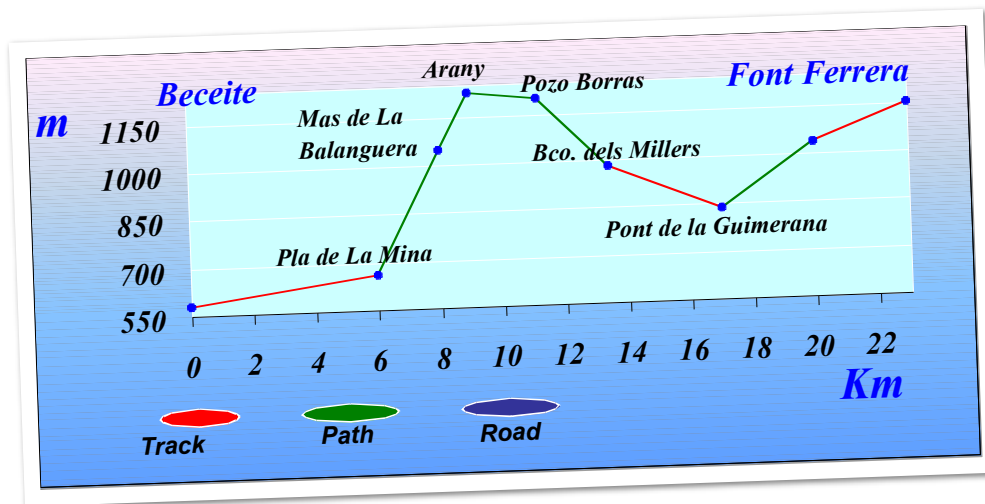 Arany
Beceite
Pozo Borras
Font Ferrera
m
1150
Mas de La
Balanguera
Bco. dels Millers
1000
850
Pont de la Guimerana
Pla de La Mina
700
550
0 2 4 6 8 10 12 14 16 18 20 22
Km
Track Path Road